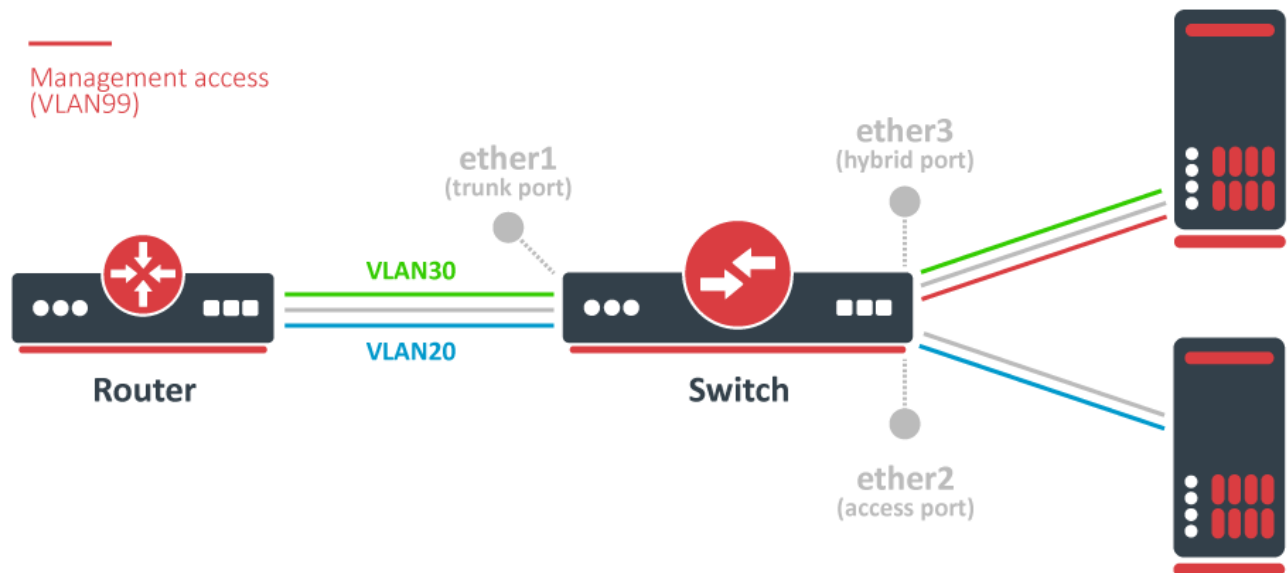 Management access
(VLAN99)
ether1
(trunk port)
ether3
(hybrid port)
VLAN30
VLAN20
Router
Switch
ether2
(access port)